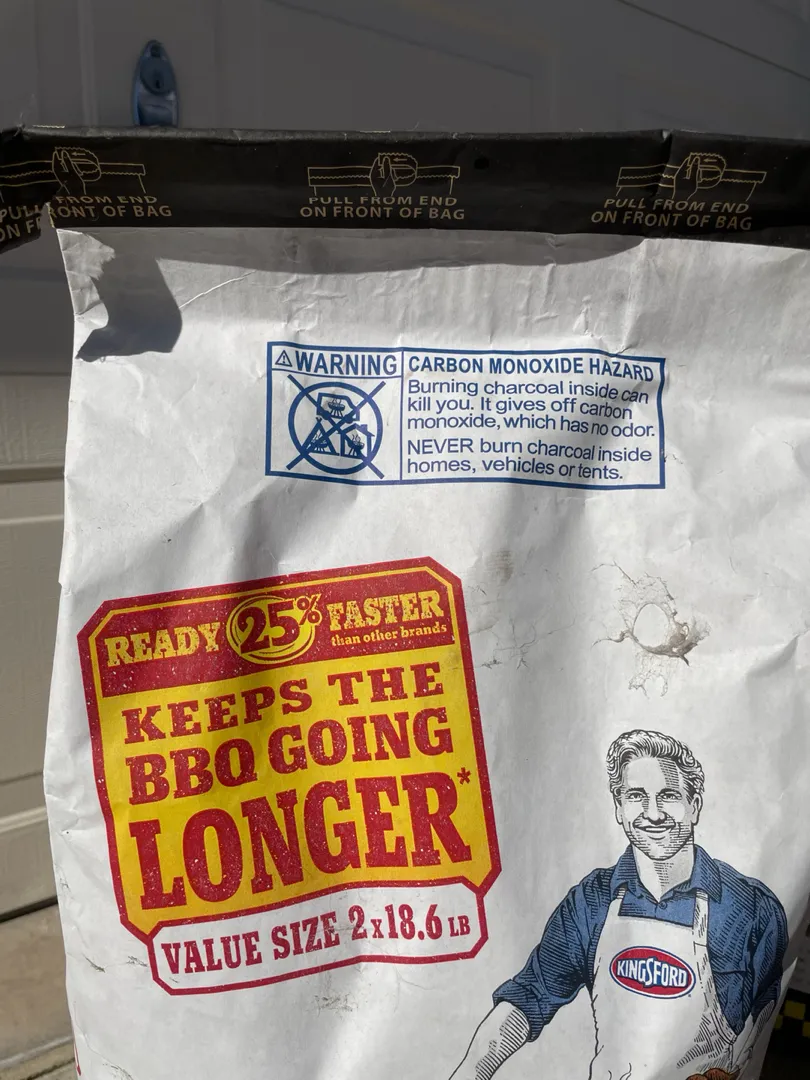 PULL FROM END
ON FRONT OF BAG
PULL FROM END
ON FRONT OF BAG
PULL FROM END
ON FRONT OF BAG
WARNING
CARBON MONOXIDE HAZARD
Burning charcoal inside can
kill you. It gives off carbon
monoxide, which has no odor.
NEVER burn charcoal inside
homes, vehicles or tents.
READY 25% FASTER
than other brands
KEEPS THE
BBQ GOING
LONGER*
VALUE SIZE 2x18.6 LB
KINGSFORD